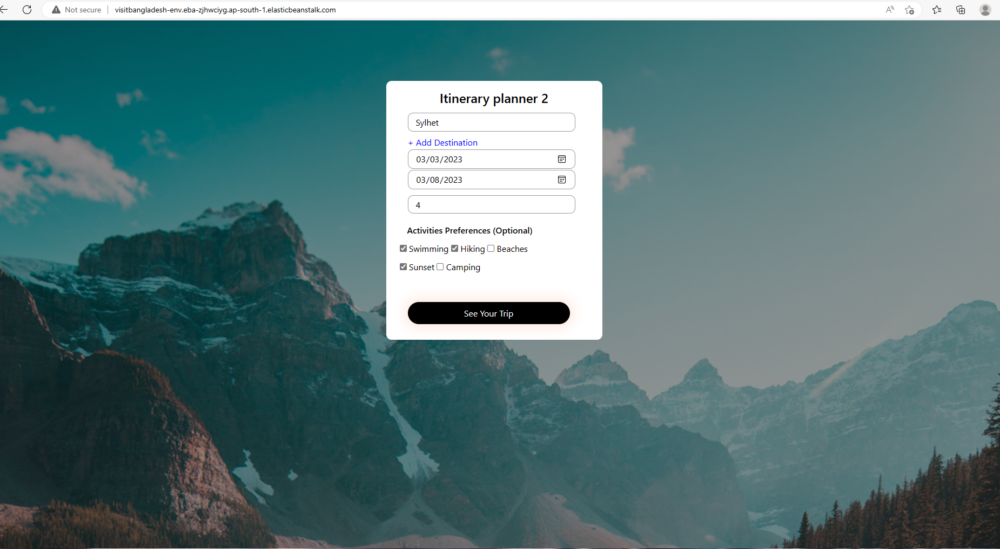 Not secure | visitbangladesh-env.eba-zjhwciyg.ap-south-1.elasticbeanstalk.com
Itinerary planner 2
Sylhet
+ Add Destination
03/03/2023
03/08/2023
4
Activities Preferences (Optional)
Swimming Hiking Beaches
Sunset Camping
See Your Trip